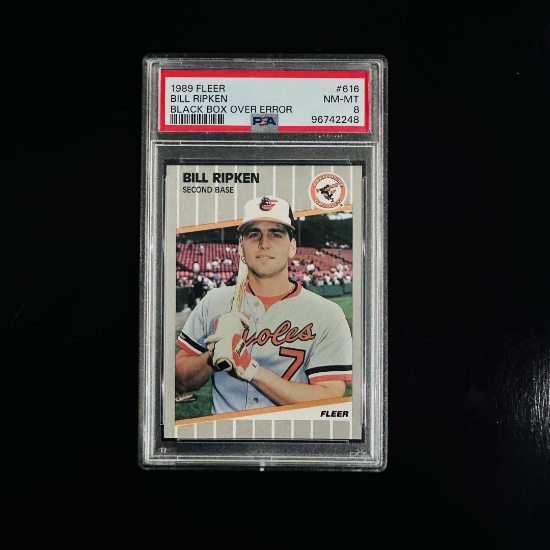 1989 FLEER #616
BILL RIPKEN NM-MT
BLACK BOX OVER ERROR 8
PSA 96742248
BILL RIPKEN
SECOND BASE
Orioles
7
FLEER